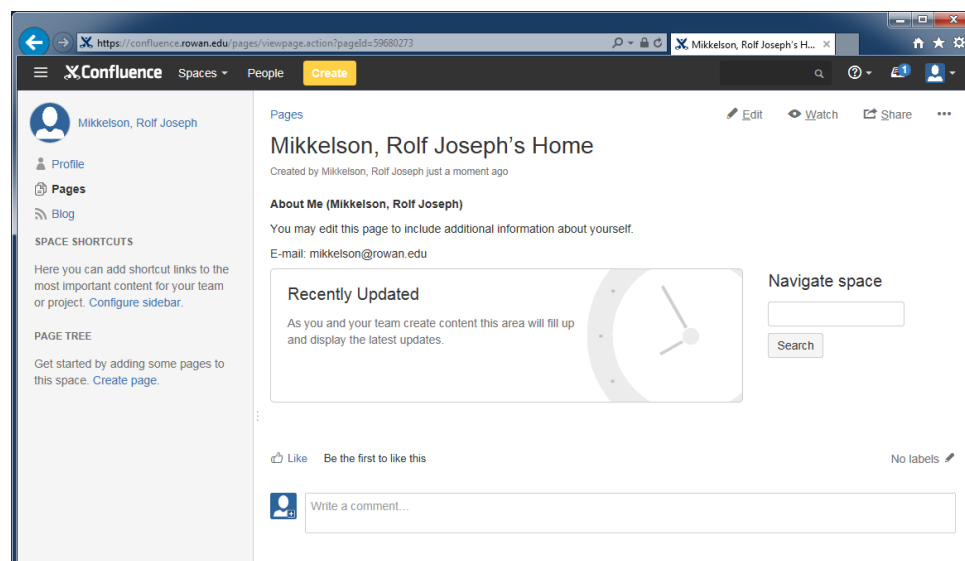 https://confluence.rowan.edu/pages/viewpage.action?pageId=59680273
Mikkelson, Rolf Joseph's H...
Confluence Spaces People Create
1
Mikkelson, Rolf Joseph
Profile
Pages
Blog
SPACE SHORTCUTS
Here you can add shortcut links to the
most important content for your team
or project. Configure sidebar.
PAGE TREE
Get started by adding some pages to
this space. Create page.
Pages
Edit Watch Share
Mikkelson, Rolf Joseph's Home
Created by Mikkelson, Rolf Joseph just a moment ago
About Me (Mikkelson, Rolf Joseph)
You may edit this page to include additional information about yourself.
E-mail: mikkelson@rowan.edu
Recently Updated
As you and your team create content this area will fill up
and display the latest updates.
Navigate space
Search
Like Be the first to like this
No labels
Write a comment…